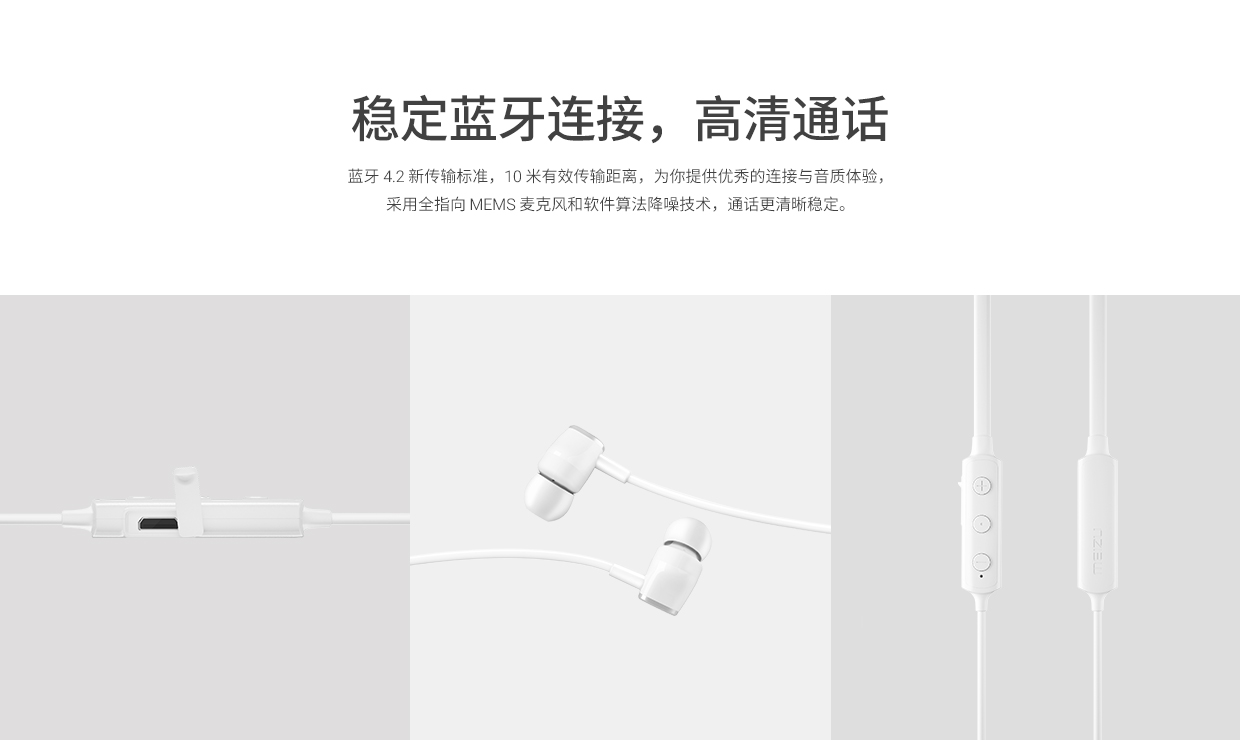 稳定蓝牙连接，高清通话
蓝牙 4.2 新传输标准，10 米有效传输距离，为你提供优秀的连接与音质体验，
采用全指向 MEMS 麦克风和软件算法降噪技术，通话更清晰稳定。